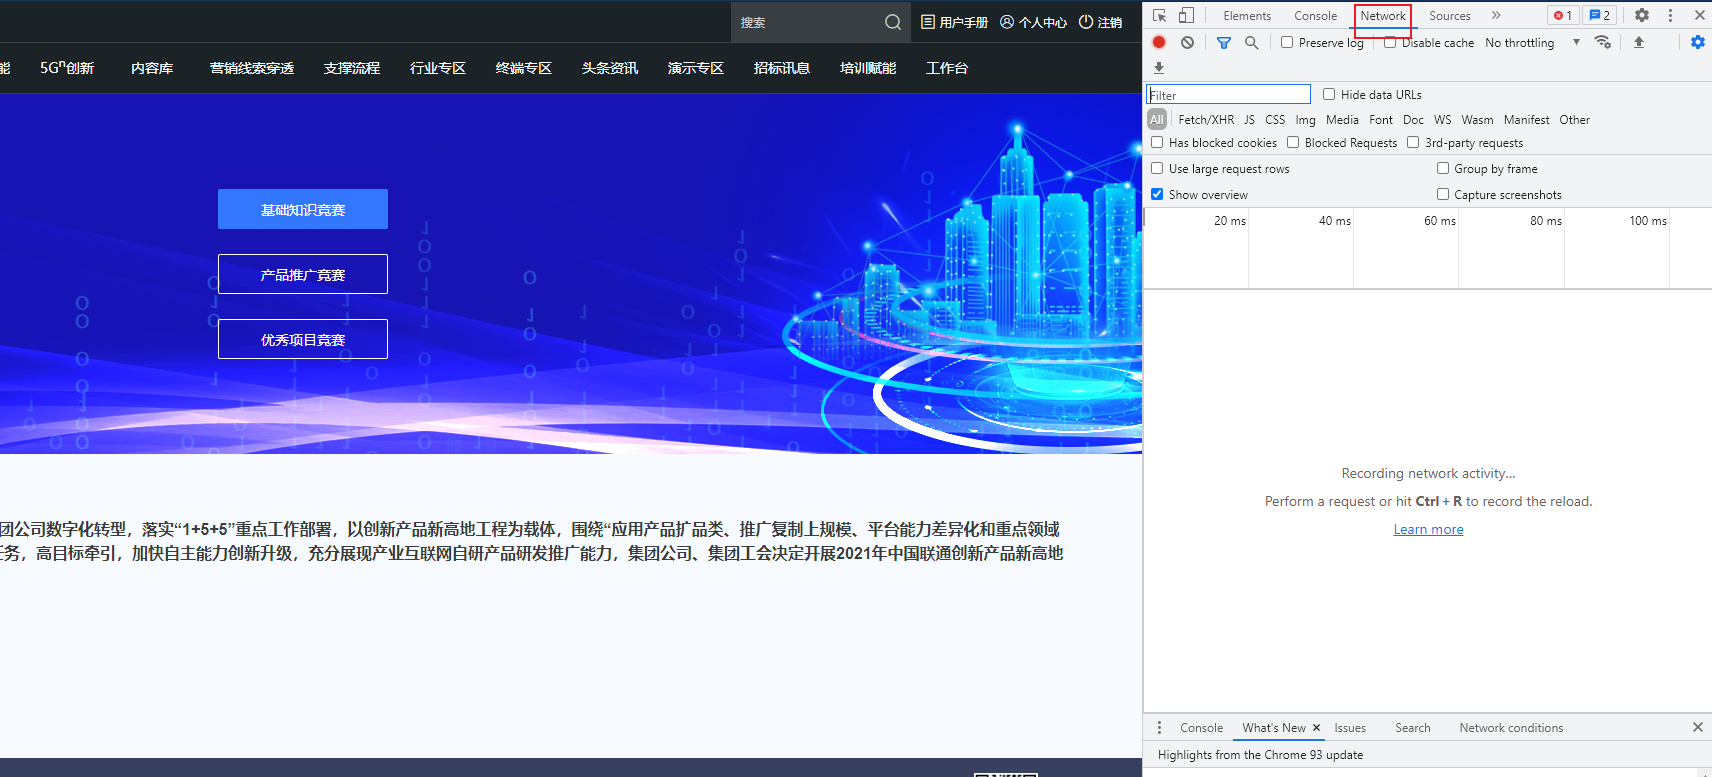 搜索 用户手册 个人中心 注销
能 5Gⁿ创新 内容库 营销线索穿透 支撑流程 行业专区 终端专区 头条资讯 演示专区 招标讯息 培训赋能 工作台
基础知识竞赛
产品推广竞赛
优秀项目竞赛
团公司数字化转型，落实“1+5+5”重点工作部署，以创新产品新高地工程为载体，围绕“应用产品扩品类、推广复制上规模、平台能力差异化和重点领域
任务，高目标牵引，加快自主能力创新升级，充分展现产业互联网自研产品研发推广能力，集团公司、集团工会决定开展2021年中国联通创新产品新高地
Elements Console Network Sources » 1 2
Preserve log Disable cache No throttling
Filter Hide data URLs
All Fetch/XHR JS CSS Img Media Font Doc WS Wasm Manifest Other
Has blocked cookies Blocked Requests 3rd-party requests
Use large request rows Group by frame
Show overview Capture screenshots
20 ms 40 ms 60 ms 80 ms 100 ms
Recording network activity…
Perform a request or hit Ctrl + R to record the reload.
Learn more
Console What's New × Issues Search Network conditions
Highlights from the Chrome 93 update